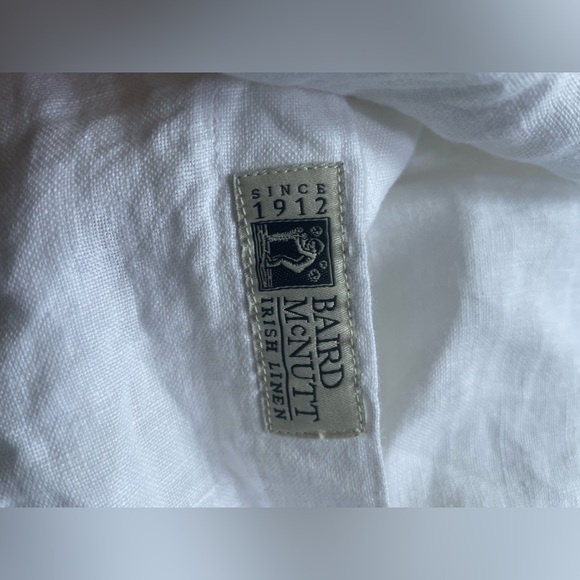 SINCE
1912
BAIRD
McNUTT
IRISH LINEN